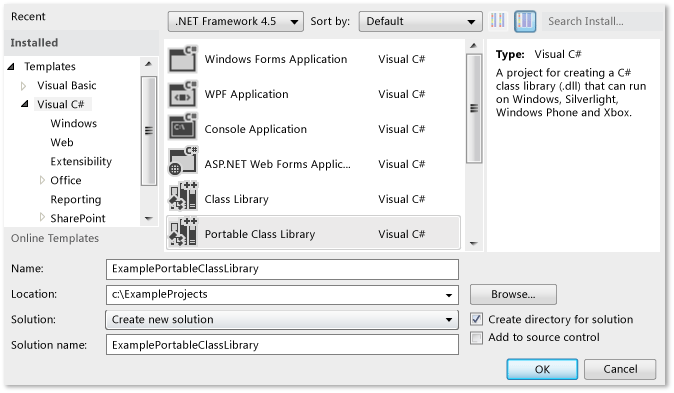 Recent
.NET Framework 4.5 Sort by: Default Search Install...
Installed
Templates
Visual Basic
Visual C#
Windows
Web
Extensibility
Office
Reporting
SharePoint
Online Templates
C# Windows Forms Application Visual C#
C# WPF Application Visual C#
C# Console Application Visual C#
C# ASP.NET Web Forms Applic... Visual C#
Class Library Visual C#
Portable Class Library Visual C#
Type: Visual C#
A project for creating a C#
class library (.dll) that can run
on Windows, Silverlight,
Windows Phone and Xbox.
Name: ExamplePortableClassLibrary
Location: c:\ExampleProjects Browse...
Solution: Create new solution Create directory for solution
Solution name: ExamplePortableClassLibrary Add to source control
OK Cancel